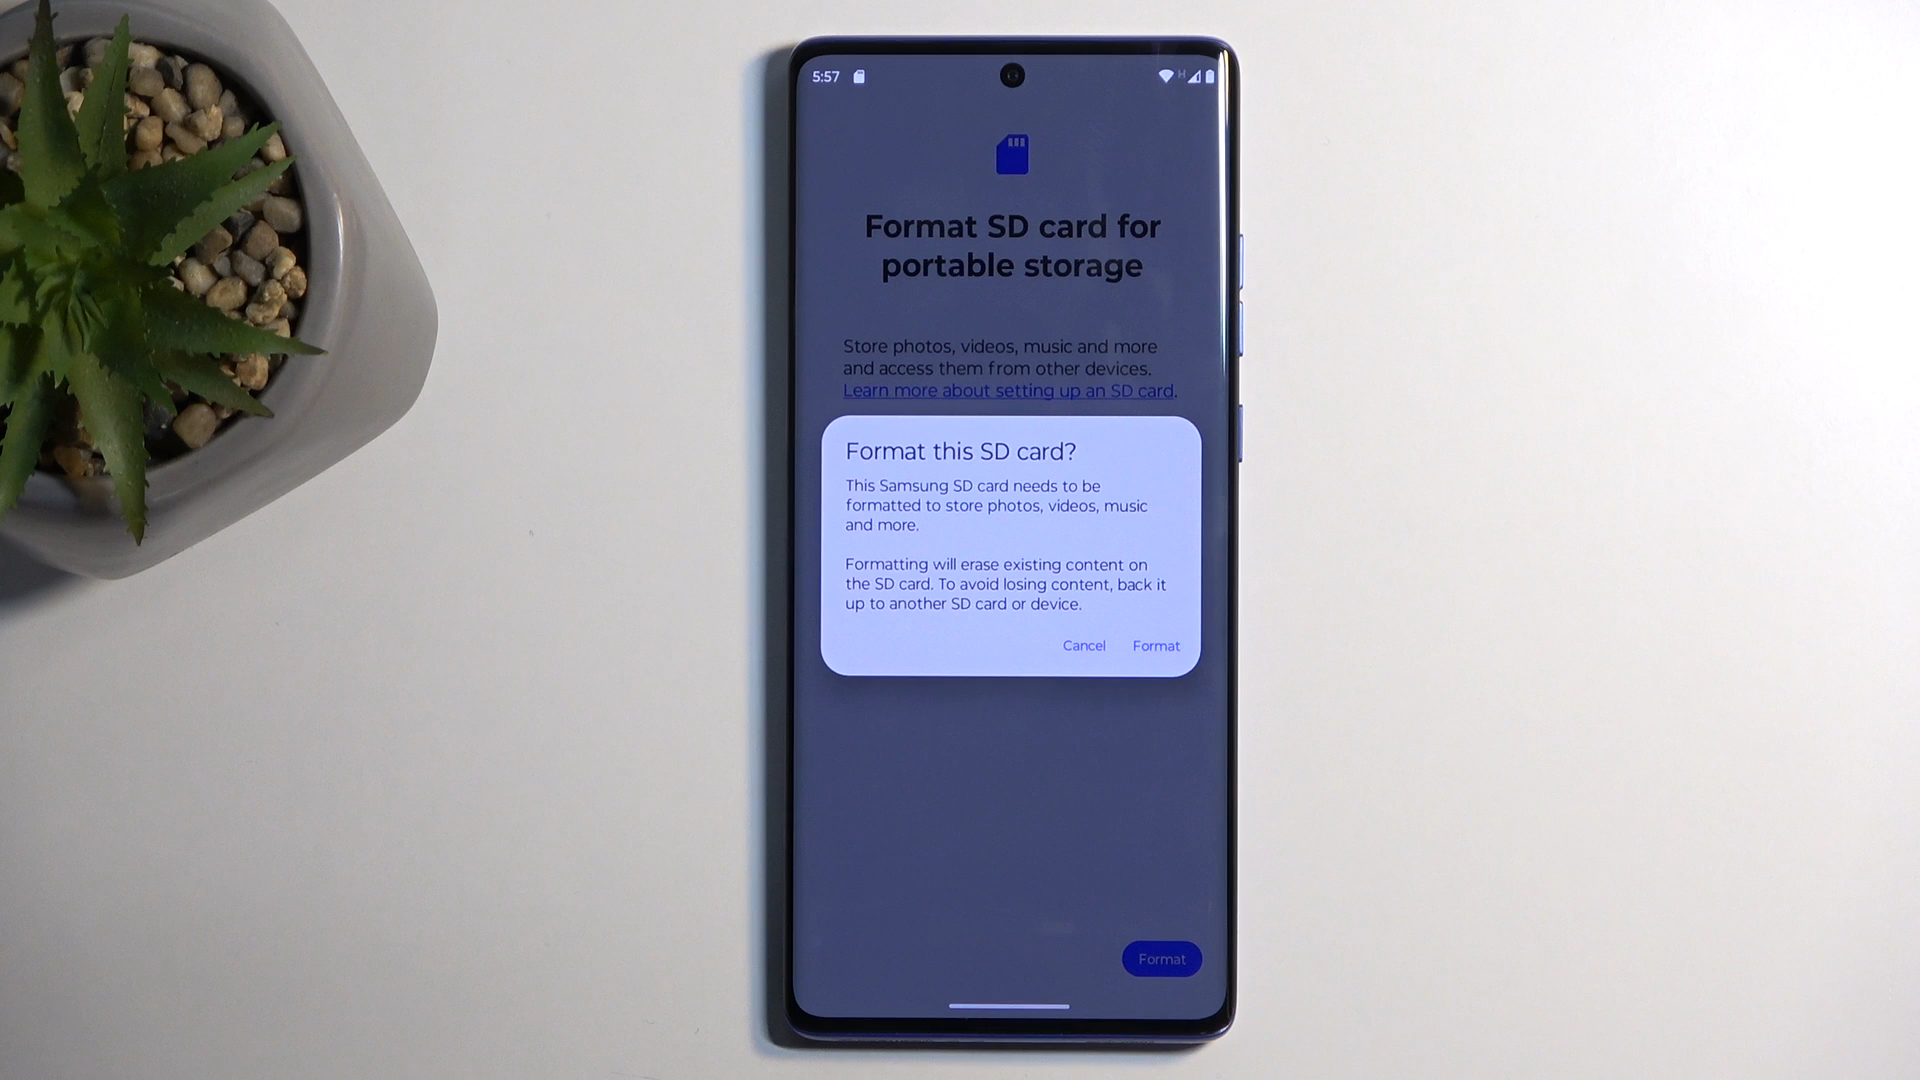 5:57
H
Format SD card for
portable storage
Store photos, videos, music and more
and access them from other devices.
Learn more about setting up an SD card.
Format this SD card?
This Samsung SD card needs to be
formatted to store photos, videos, music
and more.
Formatting will erase existing content on
the SD card. To avoid losing content, back it
up to another SD card or device.
Cancel Format
Format